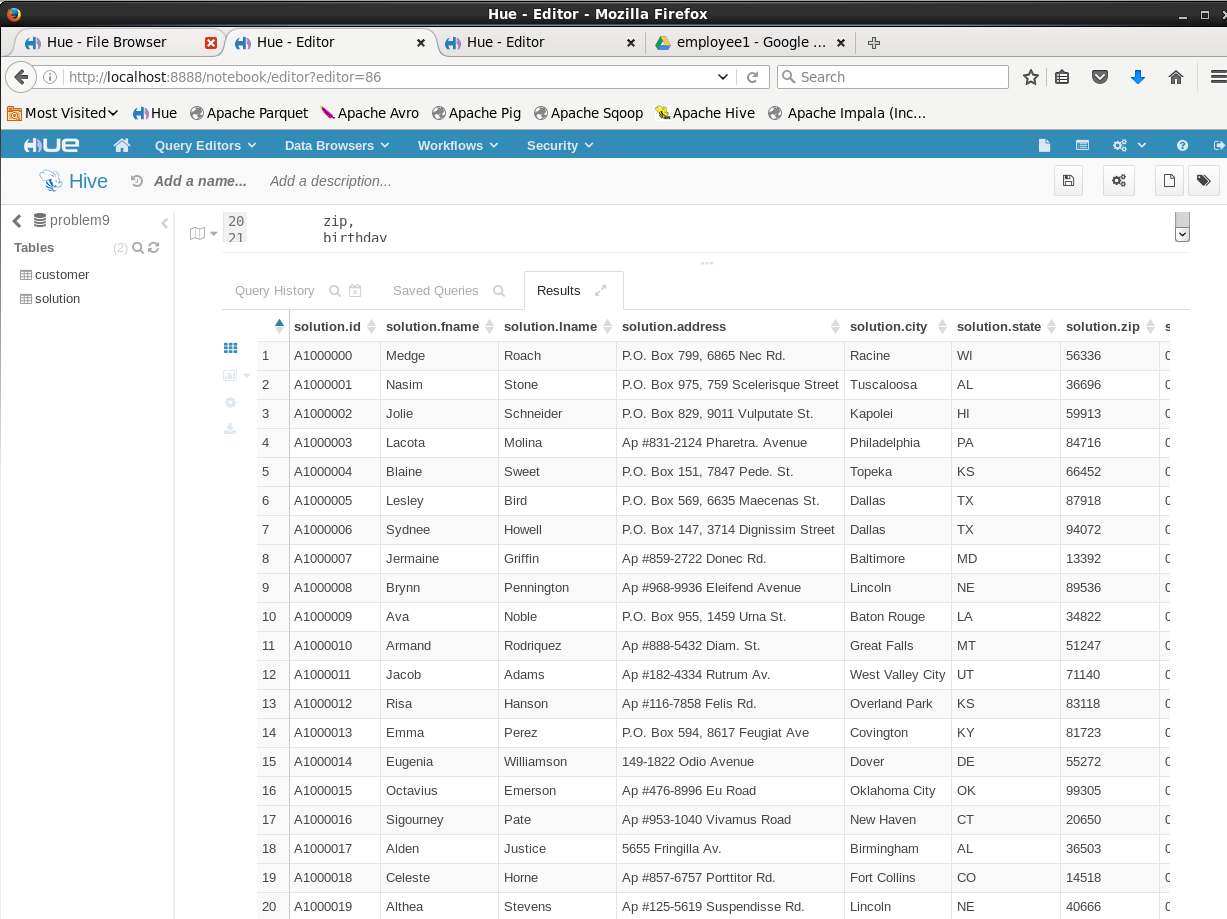 Hue - Editor - Mozilla Firefox
Hue - File Browser Hue - Editor Hue - Editor employee1 - Google ...
http://localhost:8888/notebook/editor?editor=86 Search
Most Visited Hue Apache Parquet Apache Avro Apache Pig Apache Sqoop Apache Hive Apache Impala (Inc...
HUE Query Editors Data Browsers Workflows Security
Hive Add a name... Add a description...
problem9
Tables (2)
customer
solution
20 zip,
21 birthday
Query History Saved Queries Results
solution.id solution.fname solution.lname solution.address solution.city solution.state solution.zip s
1 A1000000 Medge Roach P.O. Box 799, 6865 Nec Rd. Racine WI 56336 0
2 A1000001 Nasim Stone P.O. Box 975, 759 Scelerisque Street Tuscaloosa AL 36696 0
3 A1000002 Jolie Schneider P.O. Box 829, 9011 Vulputate St. Kapolei HI 59913 0
4 A1000003 Lacota Molina Ap #831-2124 Pharetra. Avenue Philadelphia PA 84716 0
5 A1000004 Blaine Sweet P.O. Box 151, 7847 Pede. St. Topeka KS 66452 0
6 A1000005 Lesley Bird P.O. Box 569, 6635 Maecenas St. Dallas TX 87918 0
7 A1000006 Sydnee Howell P.O. Box 147, 3714 Dignissim Street Dallas TX 94072 0
8 A1000007 Jermaine Griffin Ap #859-2722 Donec Rd. Baltimore MD 13392 0
9 A1000008 Brynn Pennington Ap #968-9936 Eleifend Avenue Lincoln NE 89536 0
10 A1000009 Ava Noble P.O. Box 955, 1459 Urna St. Baton Rouge LA 34822 0
11 A1000010 Armand Rodriquez Ap #888-5432 Diam. St. Great Falls MT 51247 0
12 A1000011 Jacob Adams Ap #182-4334 Rutrum Av. West Valley City UT 71140 0
13 A1000012 Risa Hanson Ap #116-7858 Felis Rd. Overland Park KS 83118 0
14 A1000013 Emma Perez P.O. Box 594, 8617 Feugiat Ave Covington KY 81723 0
15 A1000014 Eugenia Williamson 149-1822 Odio Avenue Dover DE 55272 0
16 A1000015 Octavius Emerson Ap #476-8996 Eu Road Oklahoma City OK 99305 0
17 A1000016 Sigourney Pate Ap #953-1040 Vivamus Road New Haven CT 20650 0
18 A1000017 Alden Justice 5655 Fringilla Av. Birmingham AL 36503 0
19 A1000018 Celeste Horne Ap #857-6757 Porttitor Rd. Fort Collins CO 14518 0
20 A1000019 Althea Stevens Ap #125-5619 Suspendisse Rd. Lincoln NE 40666 0